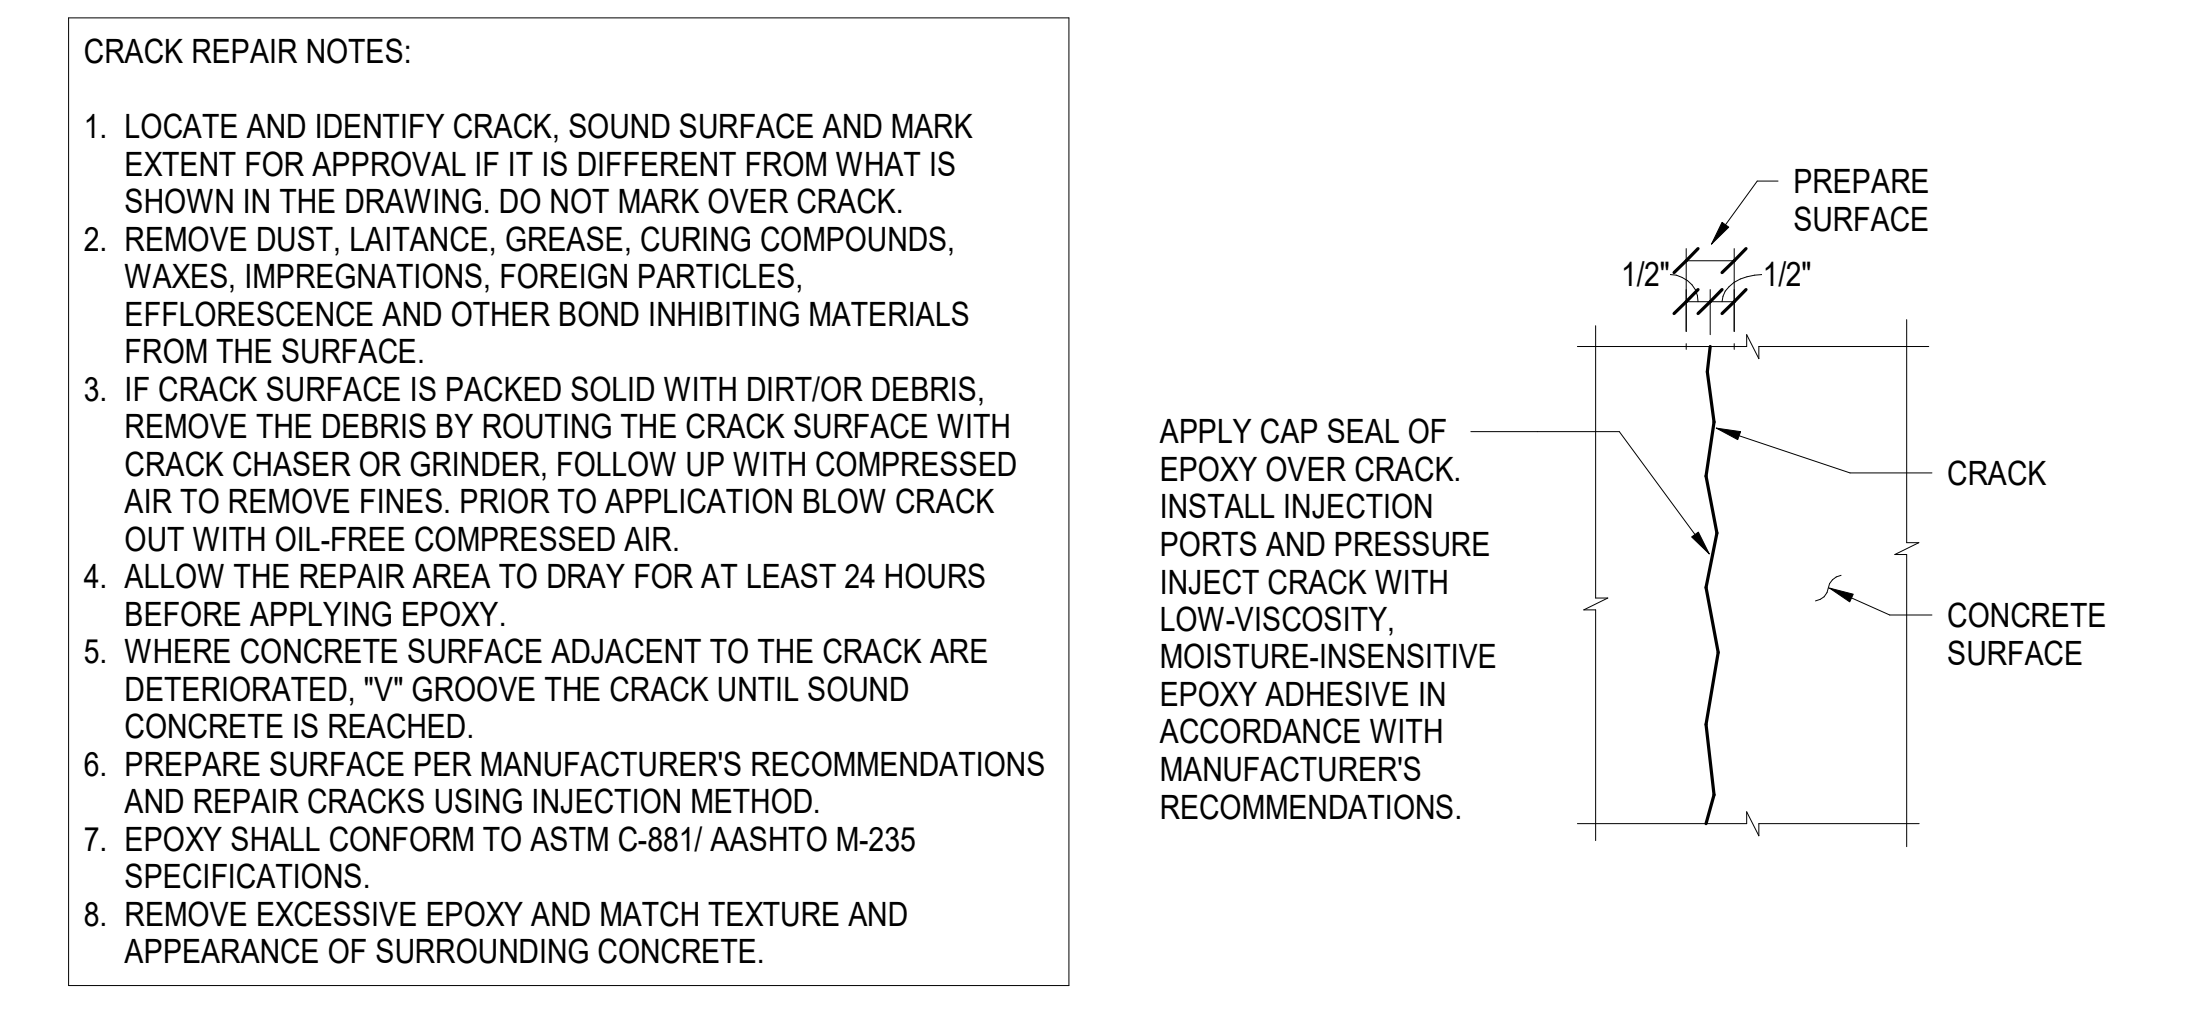 CRACK REPAIR NOTES:
1. LOCATE AND IDENTIFY CRACK, SOUND SURFACE AND MARK
EXTENT FOR APPROVAL IF IT IS DIFFERENT FROM WHAT IS
SHOWN IN THE DRAWING. DO NOT MARK OVER CRACK.
2. REMOVE DUST, LAITANCE, GREASE, CURING COMPOUNDS,
WAXES, IMPREGNATIONS, FOREIGN PARTICLES,
EFFLORESCENCE AND OTHER BOND INHIBITING MATERIALS
FROM THE SURFACE.
3. IF CRACK SURFACE IS PACKED SOLID WITH DIRT/OR DEBRIS,
REMOVE THE DEBRIS BY ROUTING THE CRACK SURFACE WITH
CRACK CHASER OR GRINDER, FOLLOW UP WITH COMPRESSED
AIR TO REMOVE FINES. PRIOR TO APPLICATION BLOW CRACK
OUT WITH OIL-FREE COMPRESSED AIR.
4. ALLOW THE REPAIR AREA TO DRAY FOR AT LEAST 24 HOURS
BEFORE APPLYING EPOXY.
5. WHERE CONCRETE SURFACE ADJACENT TO THE CRACK ARE
DETERIORATED, "V" GROOVE THE CRACK UNTIL SOUND
CONCRETE IS REACHED.
6. PREPARE SURFACE PER MANUFACTURER'S RECOMMENDATIONS
AND REPAIR CRACKS USING INJECTION METHOD.
7. EPOXY SHALL CONFORM TO ASTM C-881/ AASHTO M-235
SPECIFICATIONS.
8. REMOVE EXCESSIVE EPOXY AND MATCH TEXTURE AND
APPEARANCE OF SURROUNDING CONCRETE.
PREPARE
SURFACE
1/2" 1/2"
APPLY CAP SEAL OF
EPOXY OVER CRACK.
INSTALL INJECTION
PORTS AND PRESSURE
INJECT CRACK WITH
LOW-VISCOSITY,
MOISTURE-INSENSITIVE
EPOXY ADHESIVE IN
ACCORDANCE WITH
MANUFACTURER'S
RECOMMENDATIONS.
CRACK
CONCRETE
SURFACE